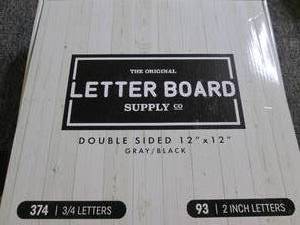 THE ORIGINAL
LETTER BOARD
SUPPLY CO
DOUBLE SIDED 12"x12"
GRAY/BLACK
374 | 3/4 LETTERS
93 | 2 INCH LETTERS